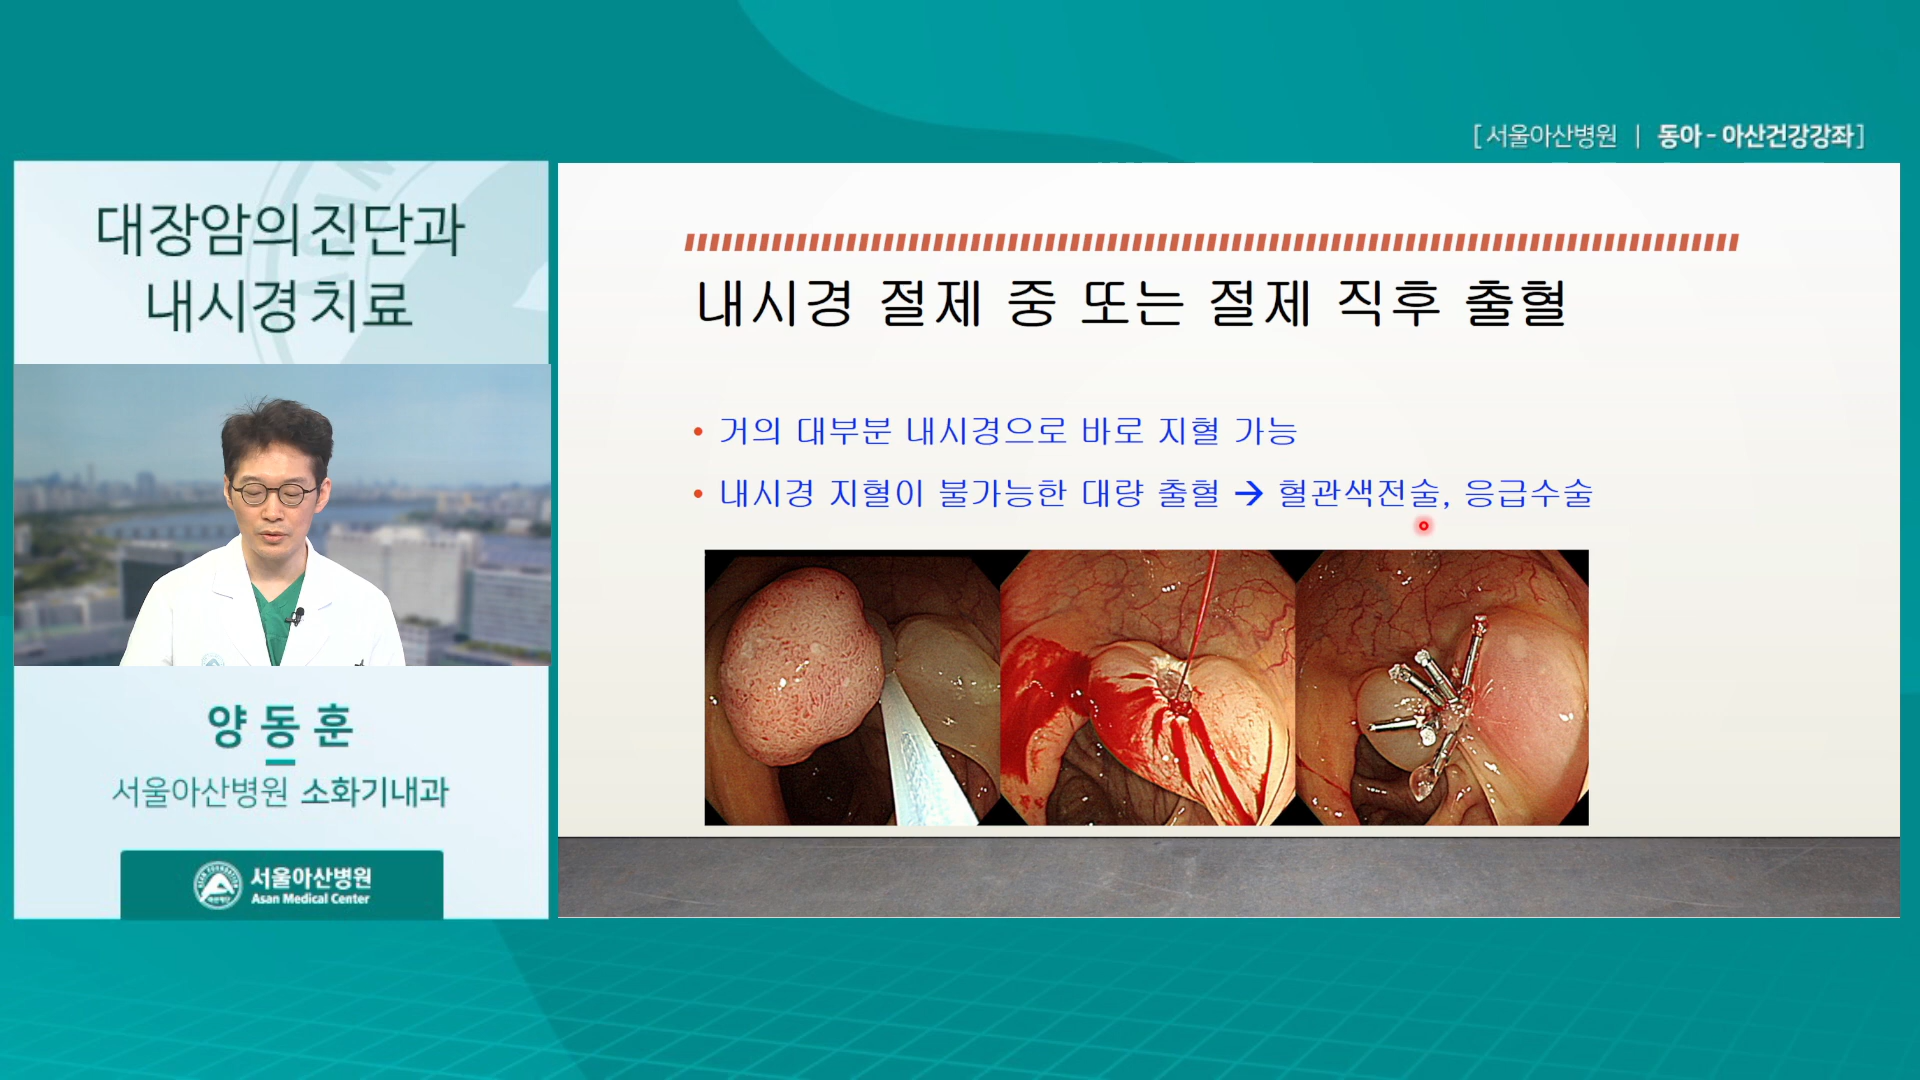 [ 서울아산병원 | 동아 - 아산건강강좌 ]
대장암의 진단과
내시경 치료
양동훈
서울아산병원 소화기내과
서울아산병원
Asan Medical Center
내시경 절제 중 또는 절제 직후 출혈
• 거의 대부분 내시경으로 바로 지혈 가능
• 내시경 지혈이 불가능한 대량 출혈 → 혈관색전술, 응급수술